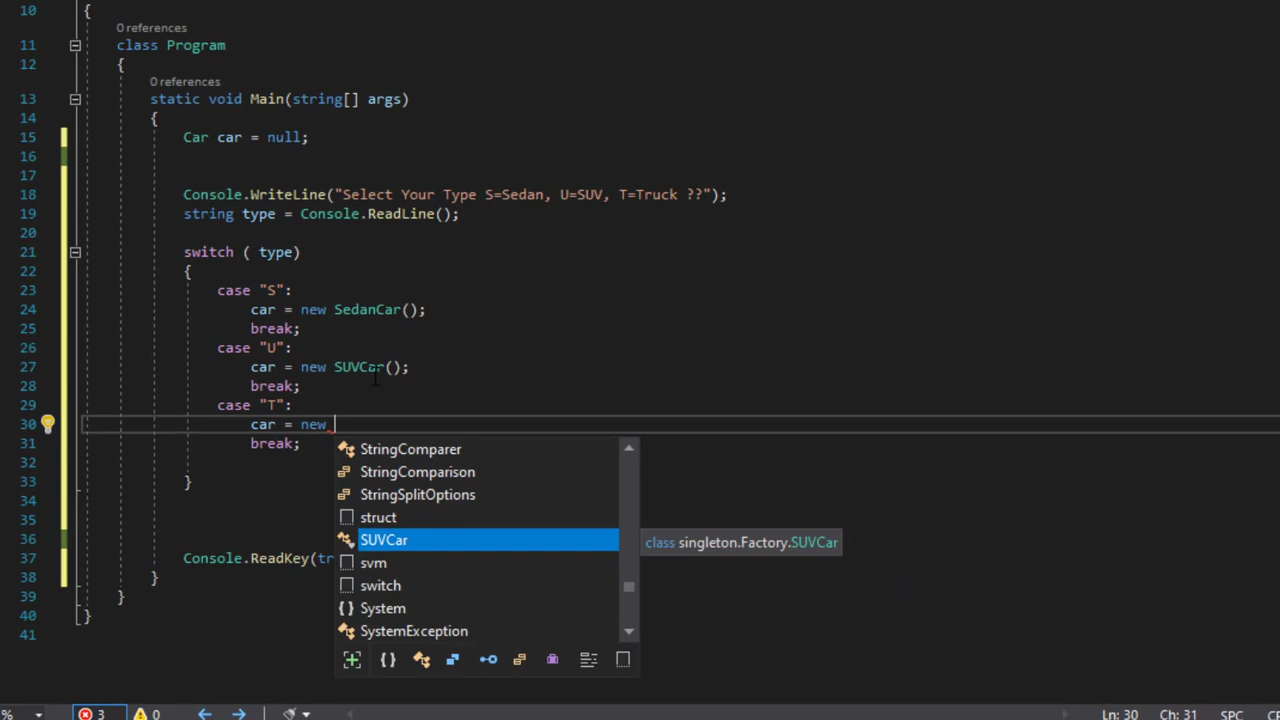 10 {
0 references
11 class Program
12 {
0 references
13 static void Main(string[] args)
14 {
15 Car car = null;
16
17
18 Console.WriteLine("Select Your Type S=Sedan, U=SUV, T=Truck ??");
19 string type = Console.ReadLine();
20
21 switch ( type)
22 {
23 case "S":
24 car = new SedanCar();
25 break;
26 case "U":
27 car = new SUVCar();
28 break;
29 case "T":
30 car = new
31 break;
32
33 }
34
35
36
37 Console.ReadKey(tr
38 }
39 }
40 }
41
StringComparer
StringComparison
StringSplitOptions
struct
SUVCar
class singleton.Factory.SUVCar
svm
switch
{} System
SystemException
{}
% 3 0 Ln: 30 Ch: 31 SPC